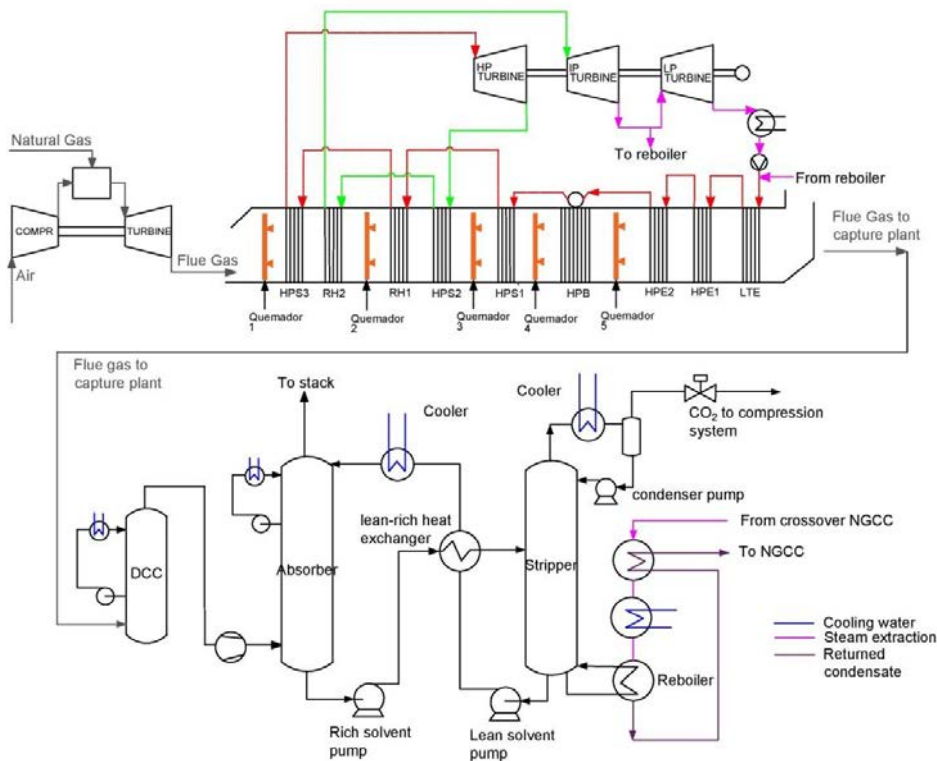 HP
TURBINE
IP
TURBINE
LP
TURBINE
Natural Gas
To reboiler
From reboiler
COMPR
TURBINE
Flue Gas to
capture plant
Flue Gas
Air
HPS3
RH2
RH1
HPS2
HPS1
HPB
HPE2
HPE1
LTE
Quemador
1
Quemador
2
Quemador
3
Quemador
4
Quemador
5
Flue gas to
capture plant
To stack
Cooler
Cooler
CO₂ to compression
system
condenser pump
lean-rich heat
exchanger
From crossover NGCC
To NGCC
DCC
Absorber
Stripper
Cooling water
Steam extraction
Returned
condensate
Reboiler
Rich solvent
pump
Lean solvent
pump